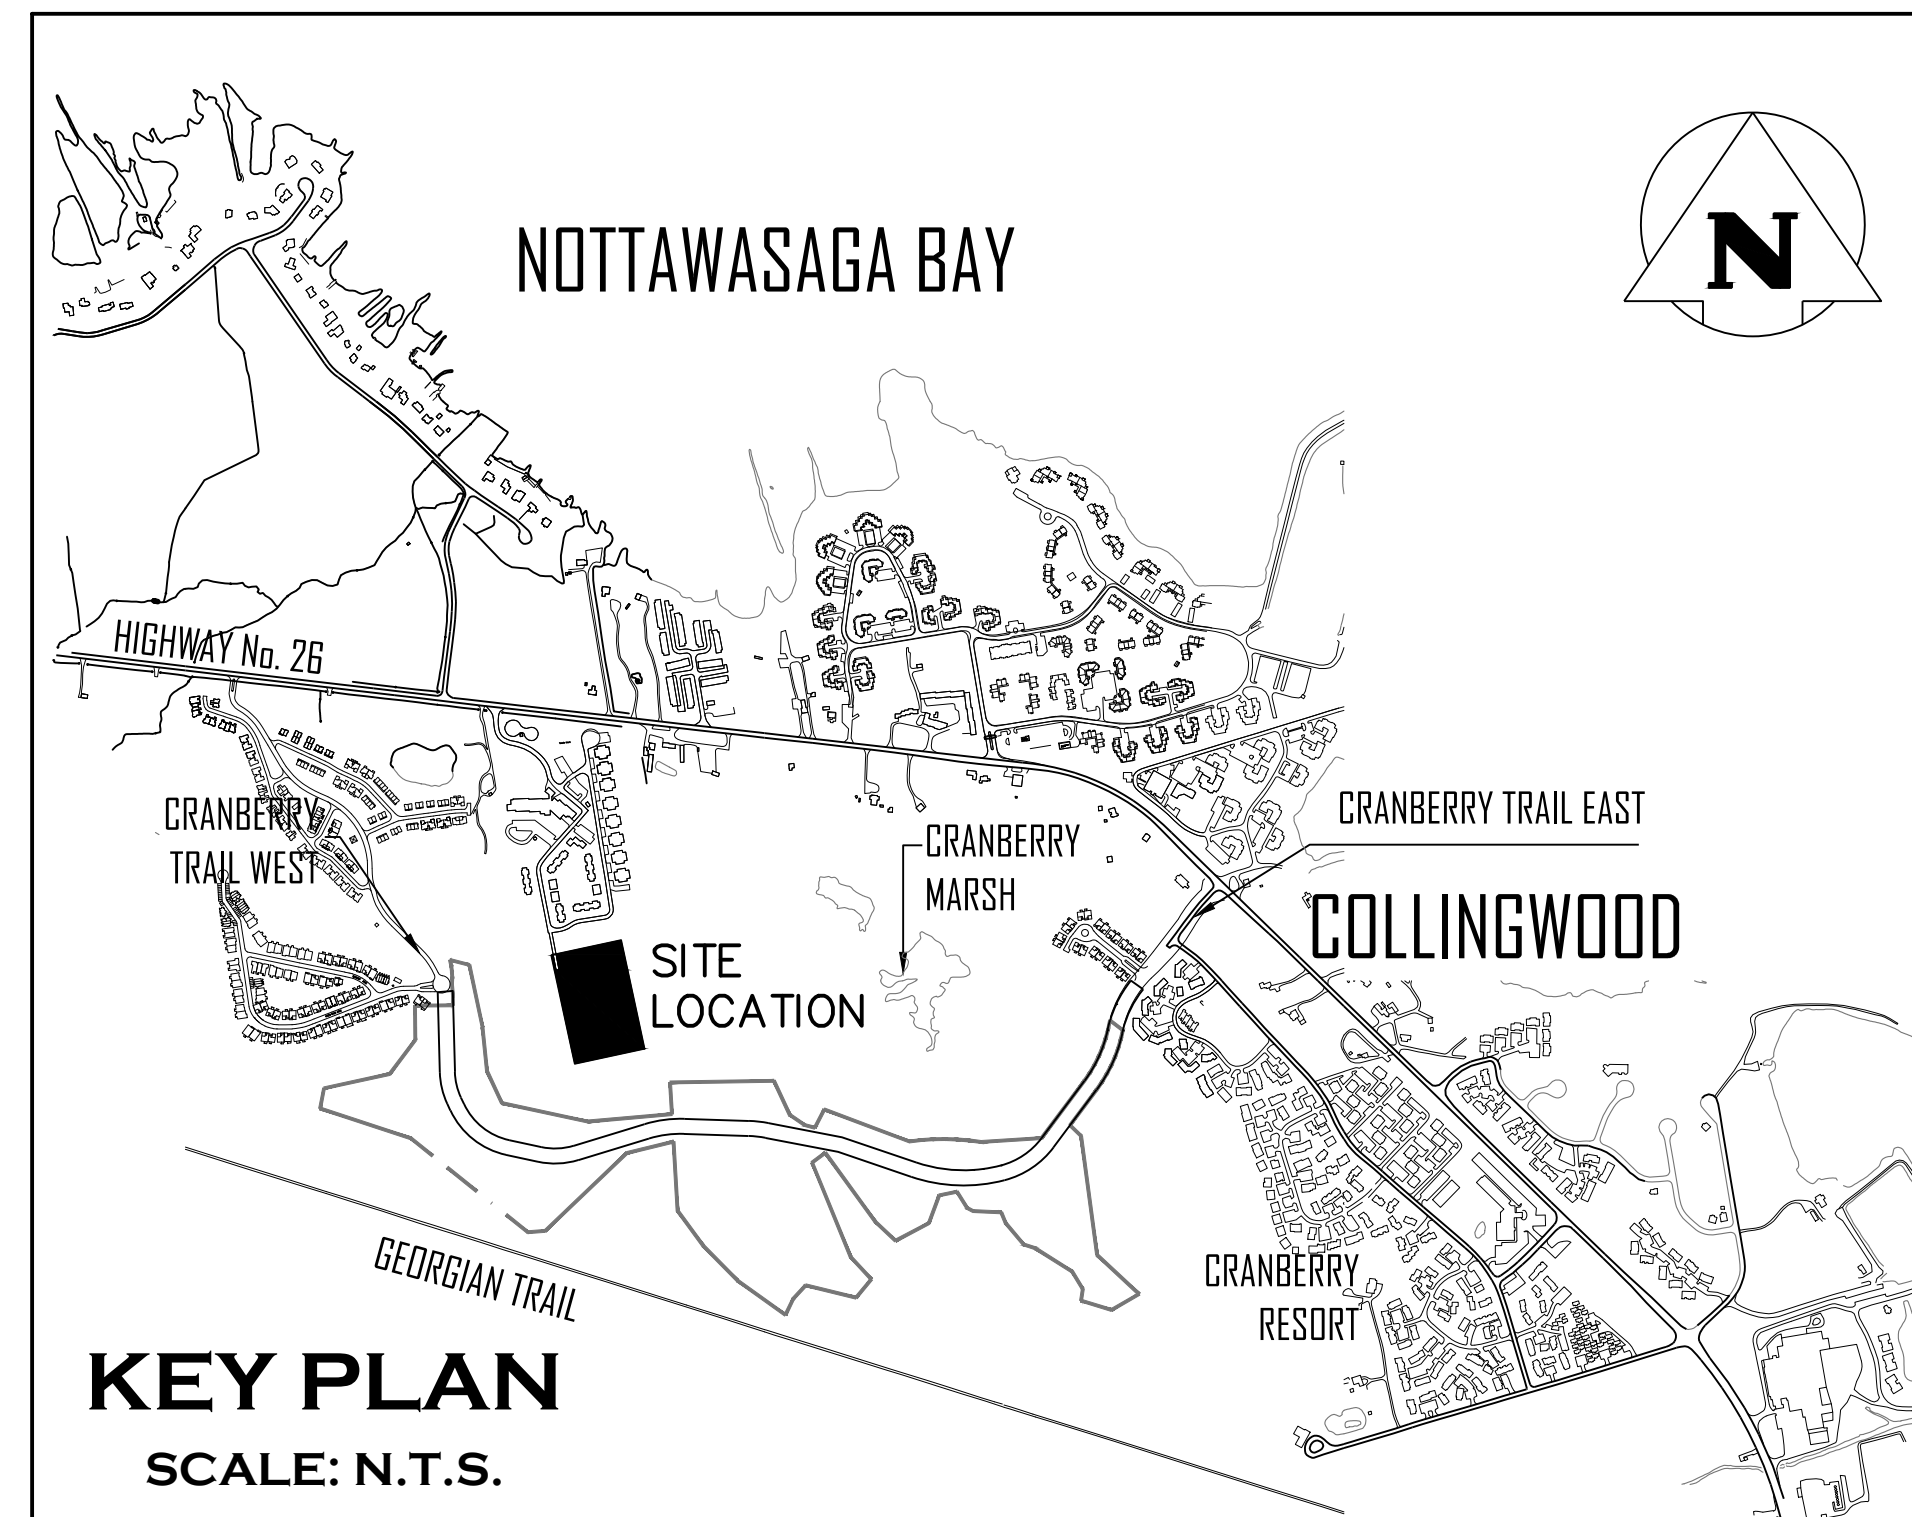 NOTTAWASAGA BAY
N
HIGHWAY No. 26
CRANBERRY
TRAIL WEST
CRANBERRY TRAIL EAST
CRANBERRY
MARSH
COLLINGWOOD
SITE
LOCATION
GEORGIAN TRAIL
CRANBERRY
RESORT
KEY PLAN
SCALE: N.T.S.